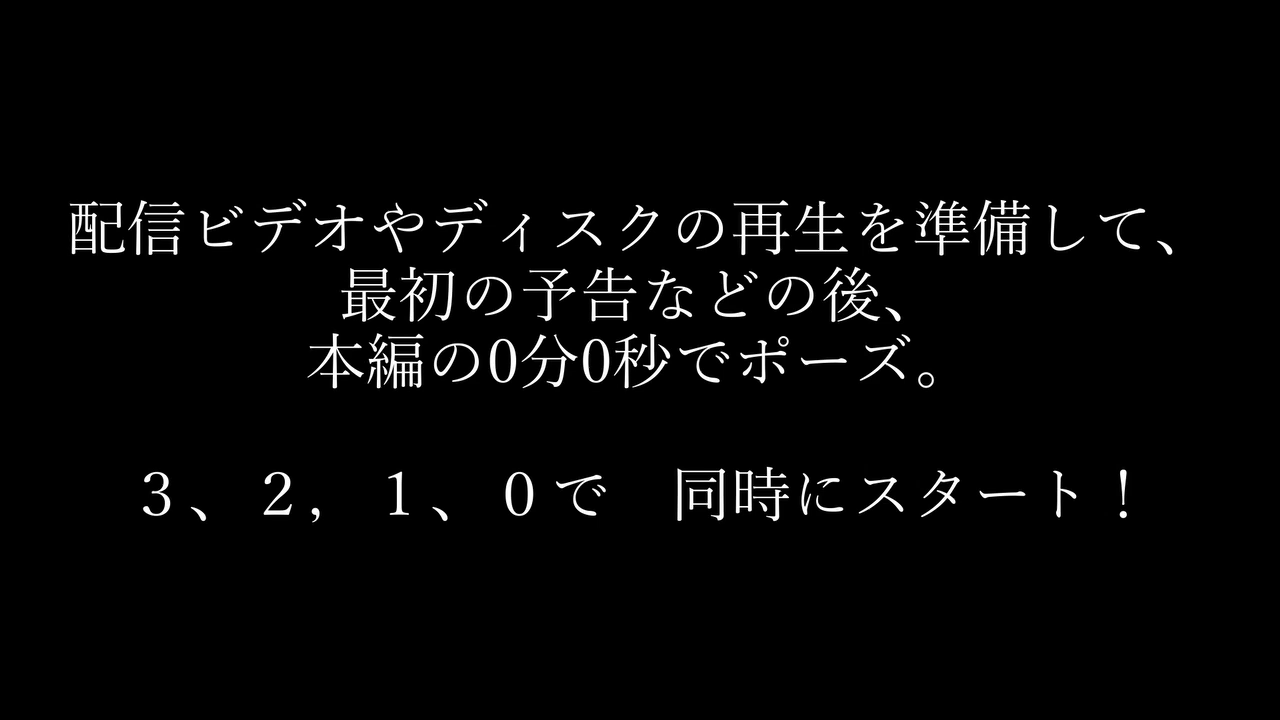 配信ビデオやディスクの再生を準備して、
最初の予告などの後、
本編の0分0秒でポーズ。
３、２，１、０で　同時にスタート！